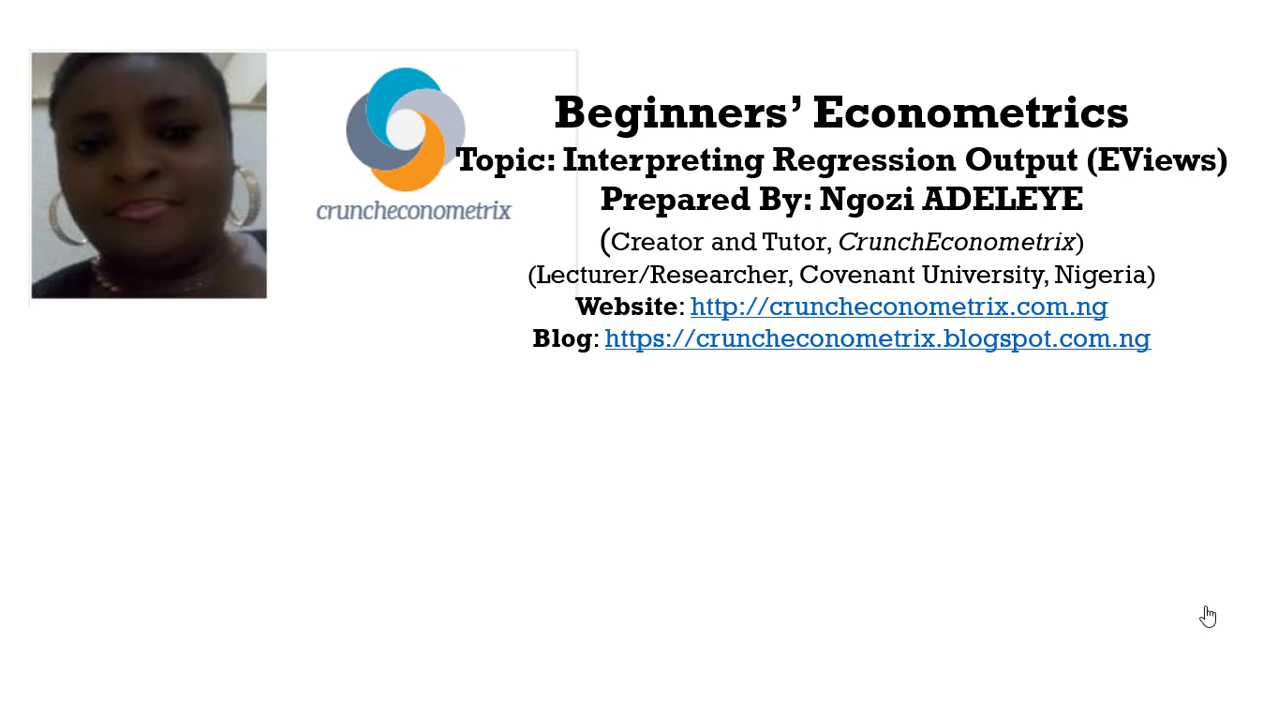 cruncheconometrix
Beginners’ Econometrics
Topic: Interpreting Regression Output (EViews)
Prepared By: Ngozi ADELEYE
(Creator and Tutor, CrunchEconometrix)
(Lecturer/Researcher, Covenant University, Nigeria)
Website: http://cruncheconometrix.com.ng
Blog: https://cruncheconometrix.blogspot.com.ng